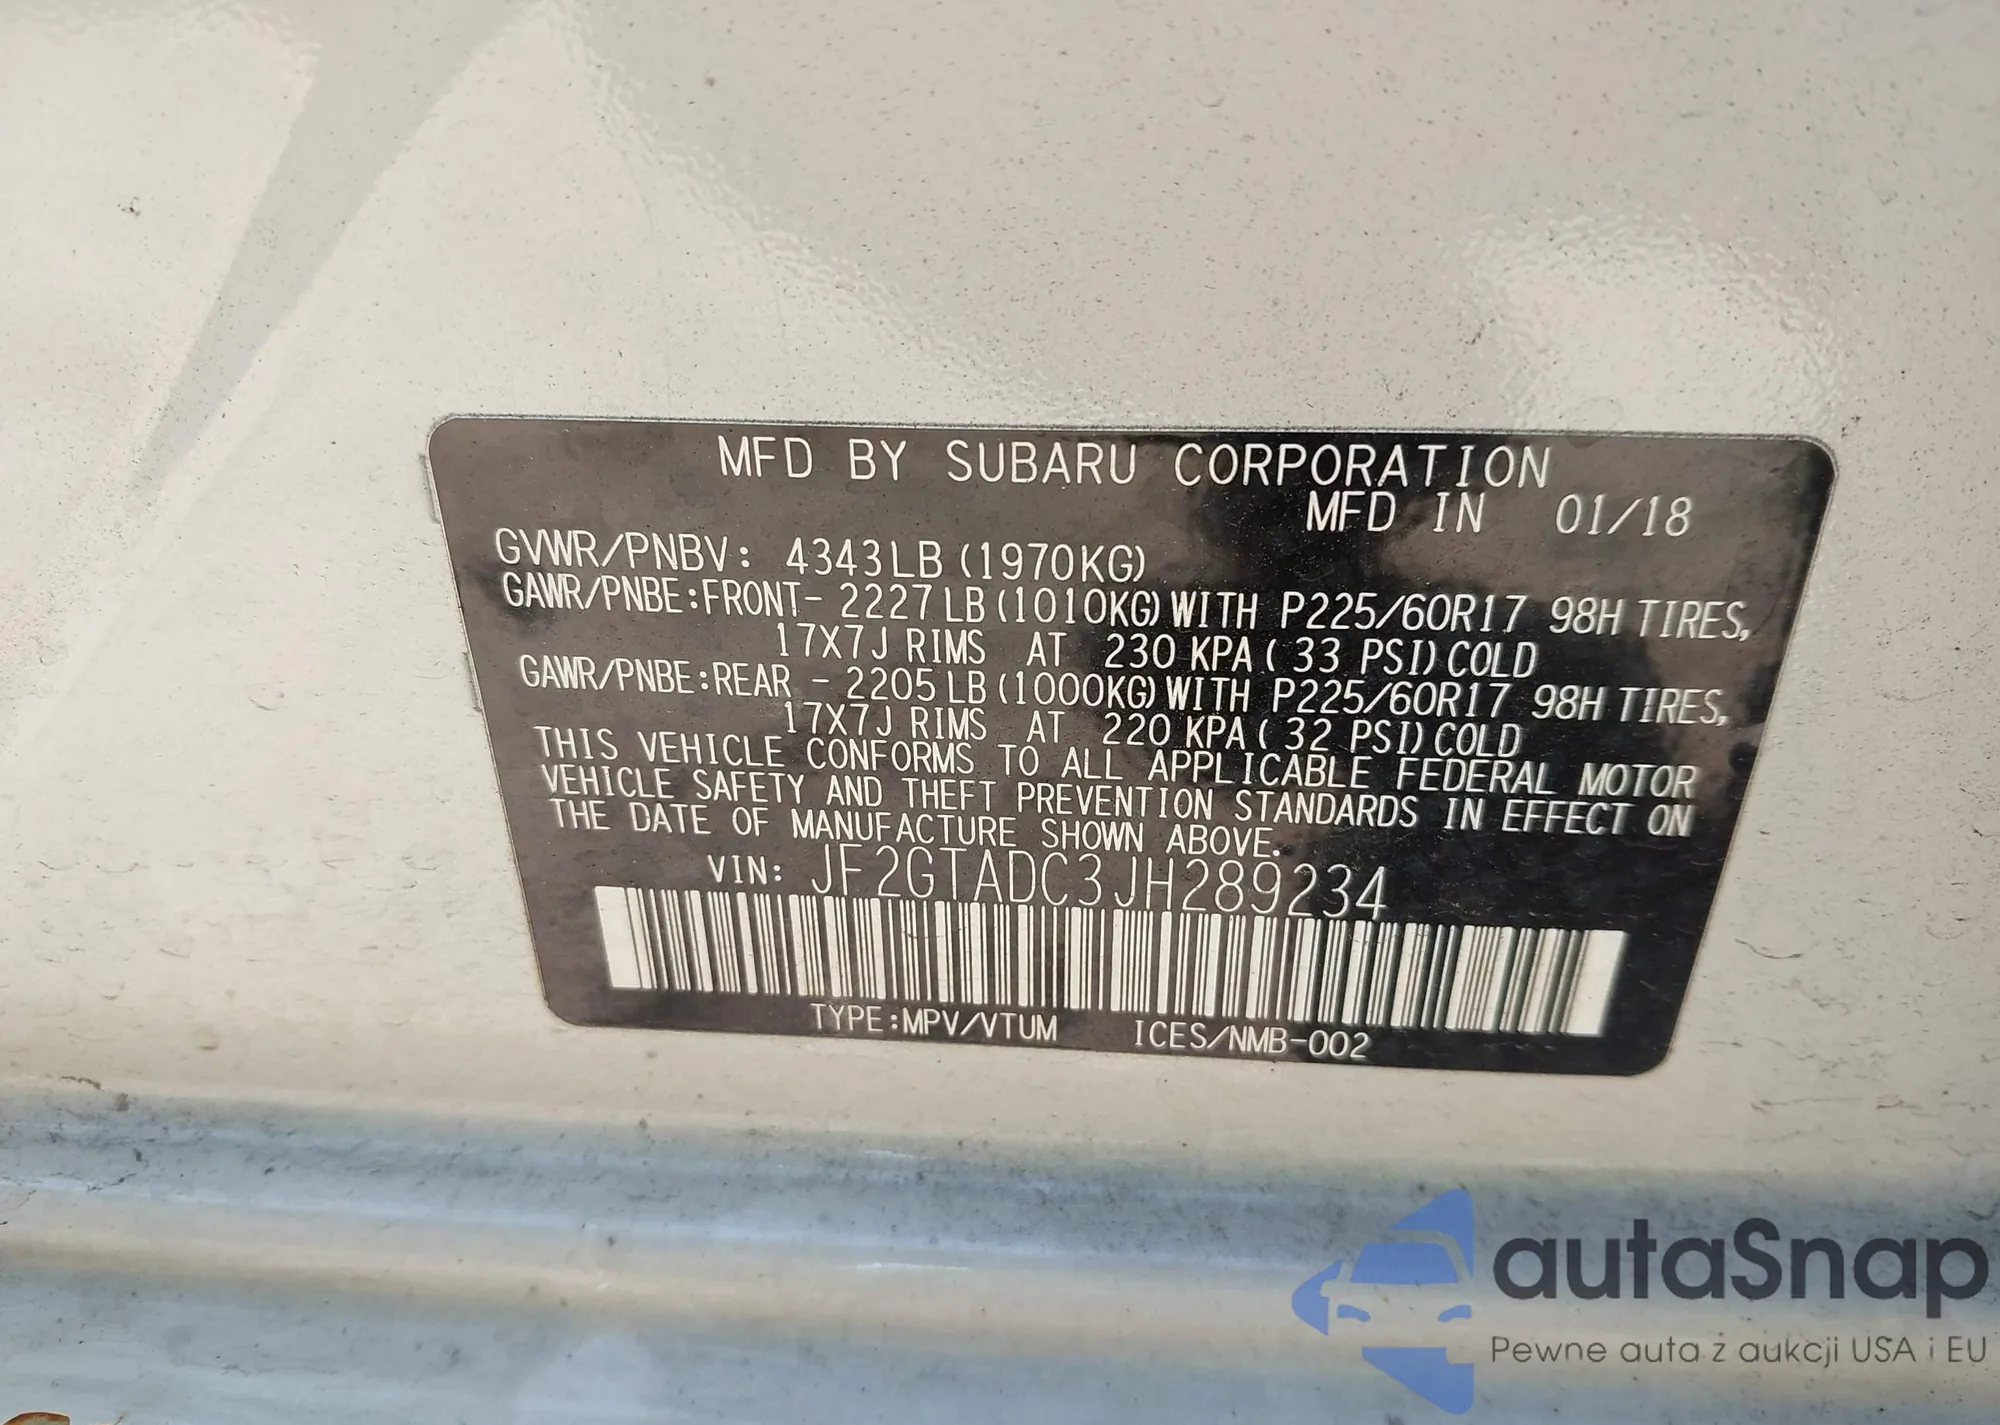 MFD BY SUBARU CORPORATION
MFD IN 01/18
GVWR/PNBV: 4343LB (1970KG)
GAWR/PNBE:FRONT- 2227LB (1010KG) WITH P225/60R17 98H TIRES,
17X7J RIMS AT 230 KPA ( 33 PSI) COLD
GAWR/PNBE:REAR - 2205LB (1000KG) WITH P225/60R17 98H TIRES,
17X7J RIMS AT 220 KPA ( 32 PSI) COLD
THIS VEHICLE CONFORMS TO ALL APPLICABLE FEDERAL MOTOR
VEHICLE SAFETY AND THEFT PREVENTION STANDARDS IN EFFECT ON
THE DATE OF MANUFACTURE SHOWN ABOVE.
VIN: JF2GTADC3JH289234
TYPE:MPV/VTUM ICES/NMB-002
autaSnap
Pewne auta z aukcji USA i EU